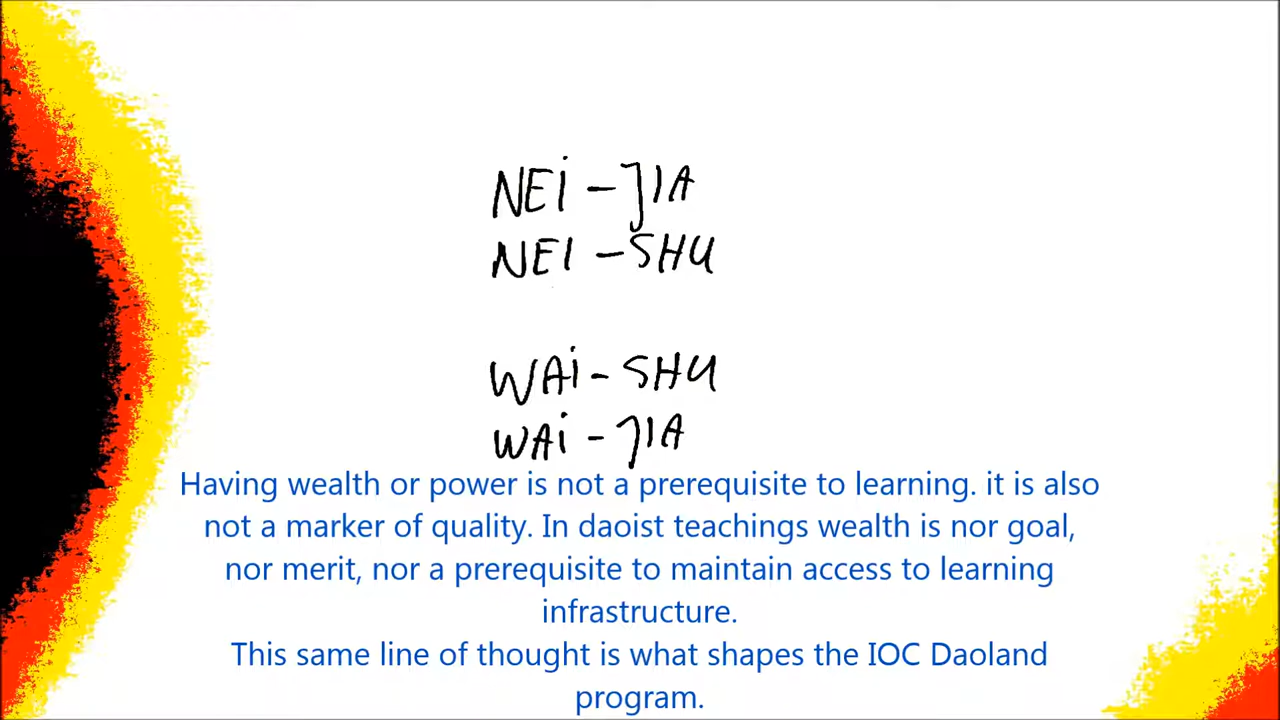 NEi - JIA
NEI - SHU
WAi - SHU
WAi - JIA
Having wealth or power is not a prerequisite to learning. it is also
not a marker of quality. In daoist teachings wealth is nor goal,
nor merit, nor a prerequisite to maintain access to learning
infrastructure.
This same line of thought is what shapes the IOC Daoland
program.